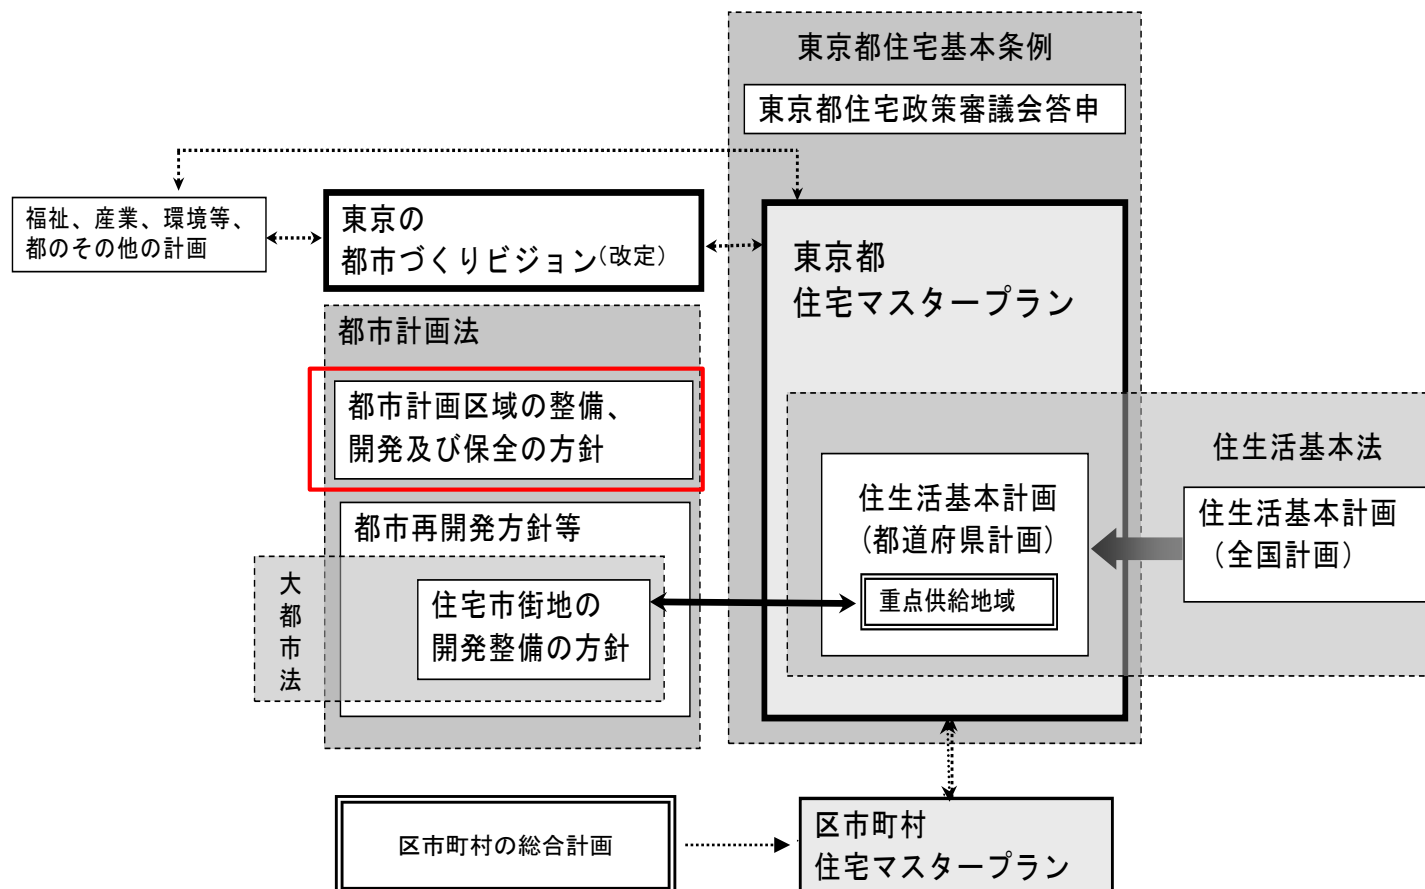 東京都住宅基本条例
東京都住宅政策審議会答申
福祉、産業、環境等、
都のその他の計画
東京の
都市づくりビジョン(改定)
東京都
住宅マスタープラン
都市計画法
都市計画区域の整備、
開発及び保全の方針
都市再開発方針等
大都市法
住宅市街地の
開発整備の方針
住生活基本計画
(都道府県計画)
重点供給地域
住生活基本法
住生活基本計画
(全国計画)
区市町村の総合計画
区市町村
住宅マスタープラン